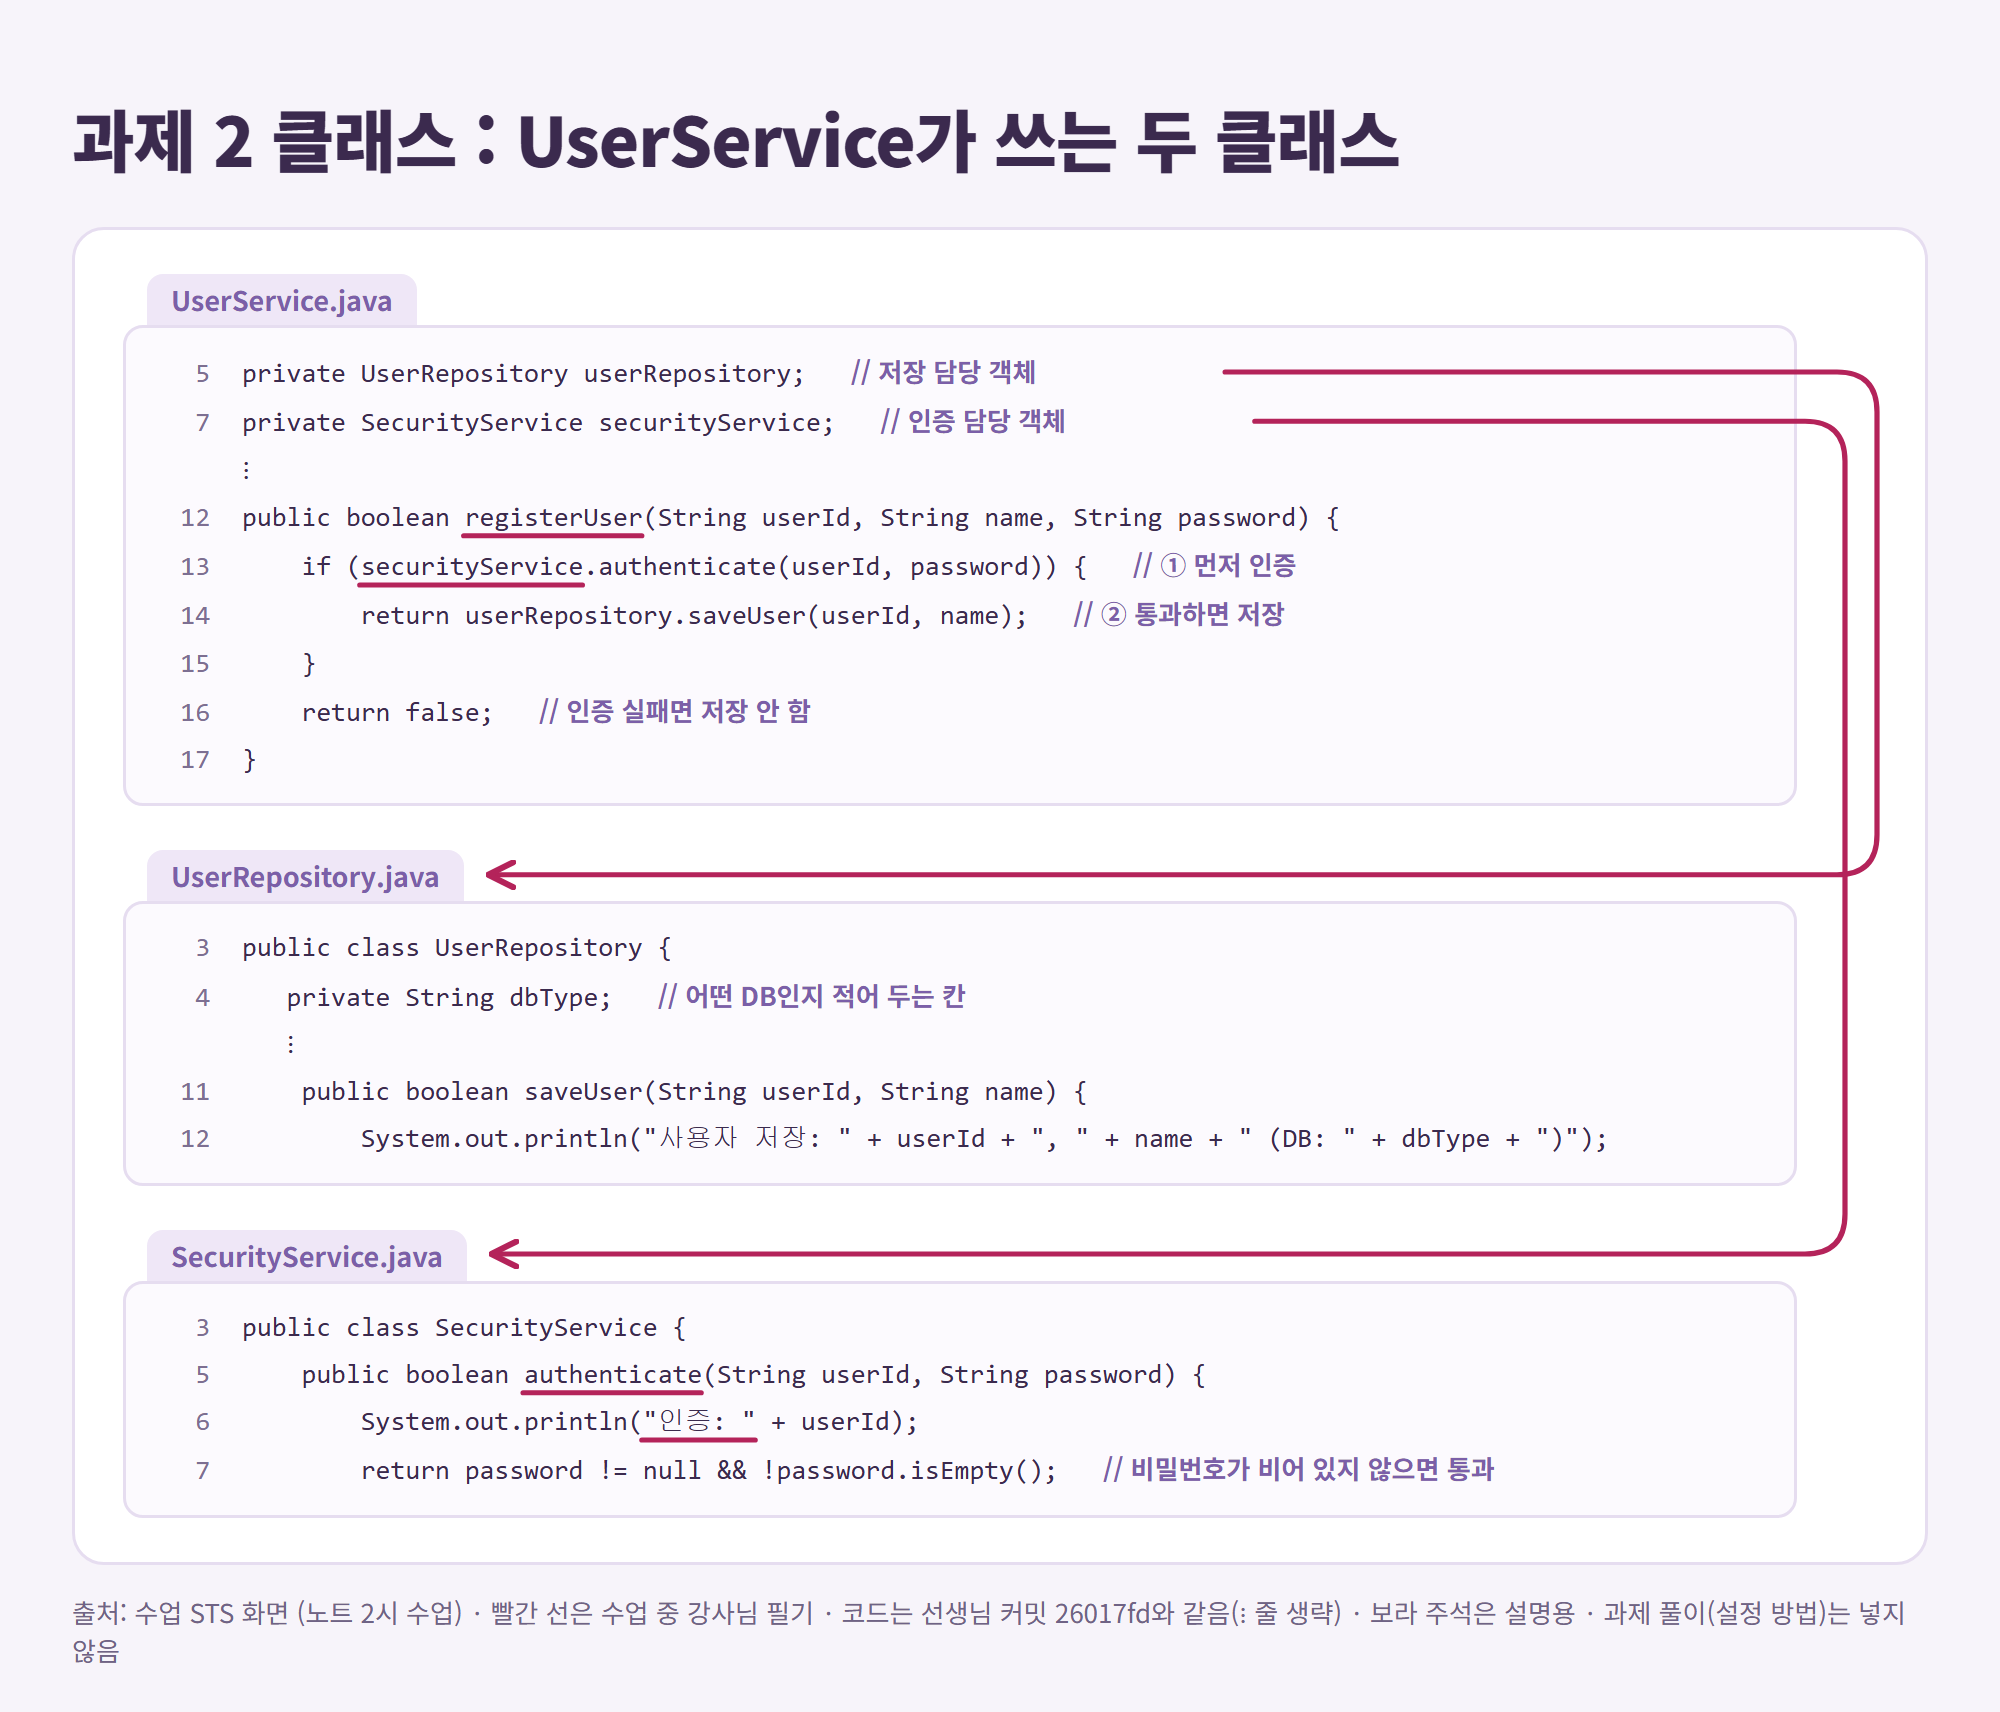 과제 2 클래스 : UserService가 쓰는 두 클래스
UserService.java
5 private UserRepository userRepository; // 저장 담당 객체
7 private SecurityService securityService; // 인증 담당 객체
⋮
12 public boolean registerUser(String userId, String name, String password) {
13 if (securityService.authenticate(userId, password)) { // ① 먼저 인증
14 return userRepository.saveUser(userId, name); // ② 통과하면 저장
15 }
16 return false; // 인증 실패면 저장 안 함
17 }
UserRepository.java
3 public class UserRepository {
4 private String dbType; // 어떤 DB인지 적어 두는 칸
⋮
11 public boolean saveUser(String userId, String name) {
12 System.out.println("사용자 저장: " + userId + ", " + name + " (DB: " + dbType + ")");
SecurityService.java
3 public class SecurityService {
5 public boolean authenticate(String userId, String password) {
6 System.out.println("인증: " + userId);
7 return password != null && !password.isEmpty(); // 비밀번호가 비어 있지 않으면 통과
출처: 수업 STS 화면 (노트 2시 수업) · 빨간 선은 수업 중 강사님 필기 · 코드는 선생님 커밋 26017fd와 같음(⋮ 줄 생략) · 보라 주석은 설명용 · 과제 풀이(설정 방법)는 넣지
않음